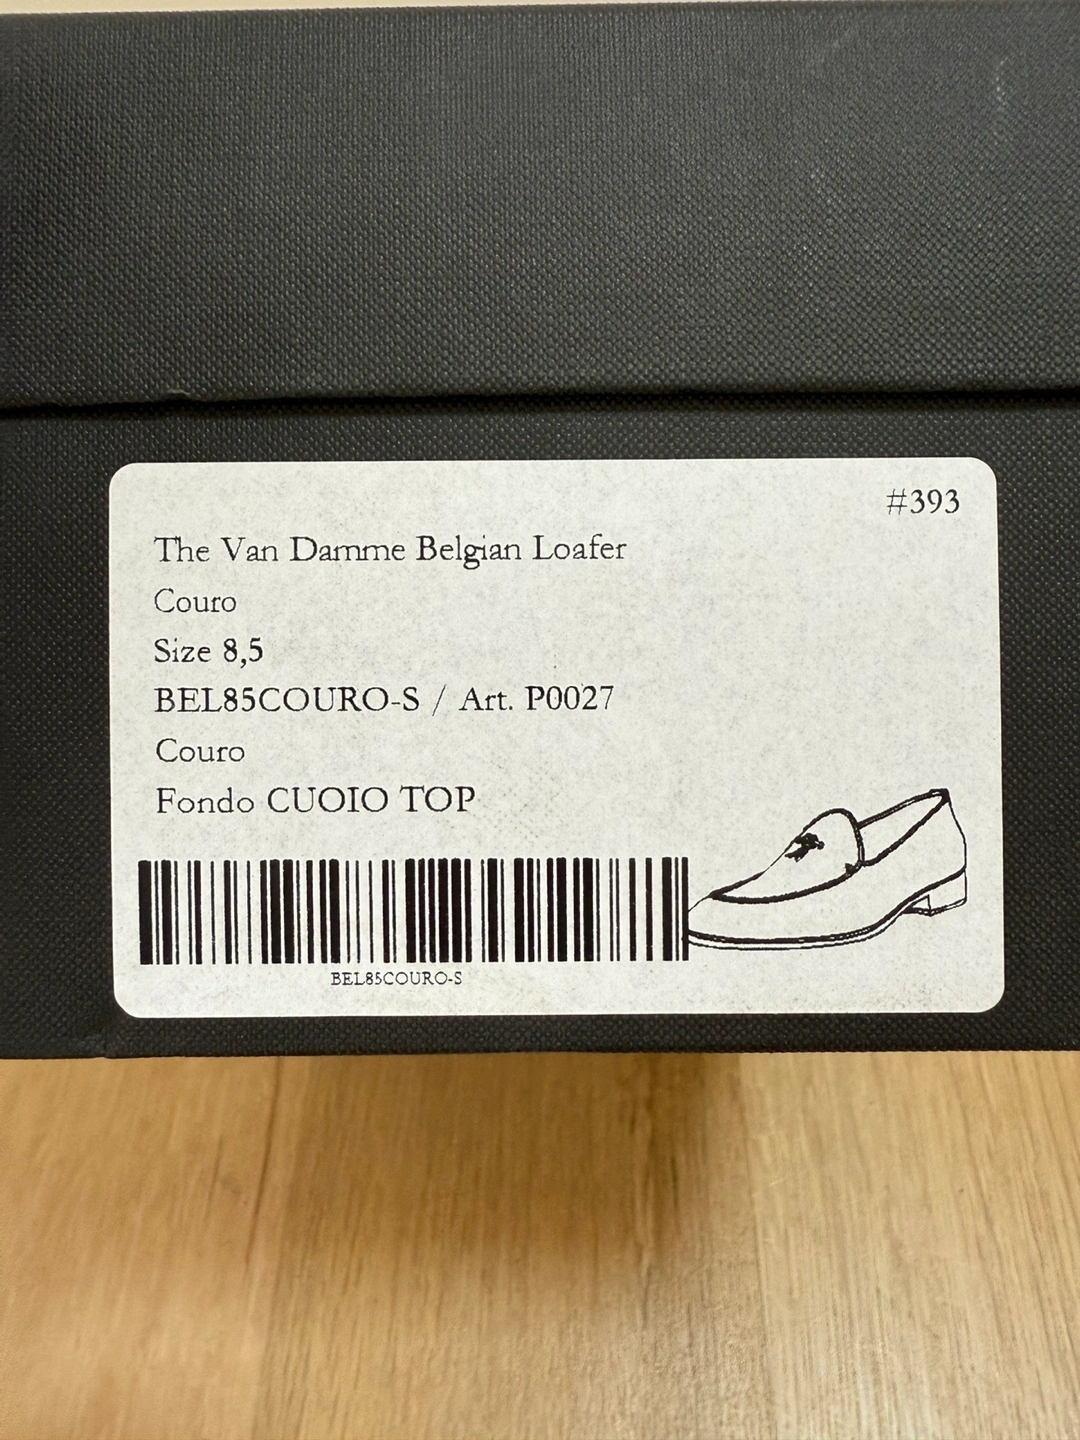 #393
The Van Damme Belgian Loafer
Couro
Size 8,5
BEL85COURO-S / Art. P0027
Couro
Fondo CUOIO TOP
BEL85COURO-S